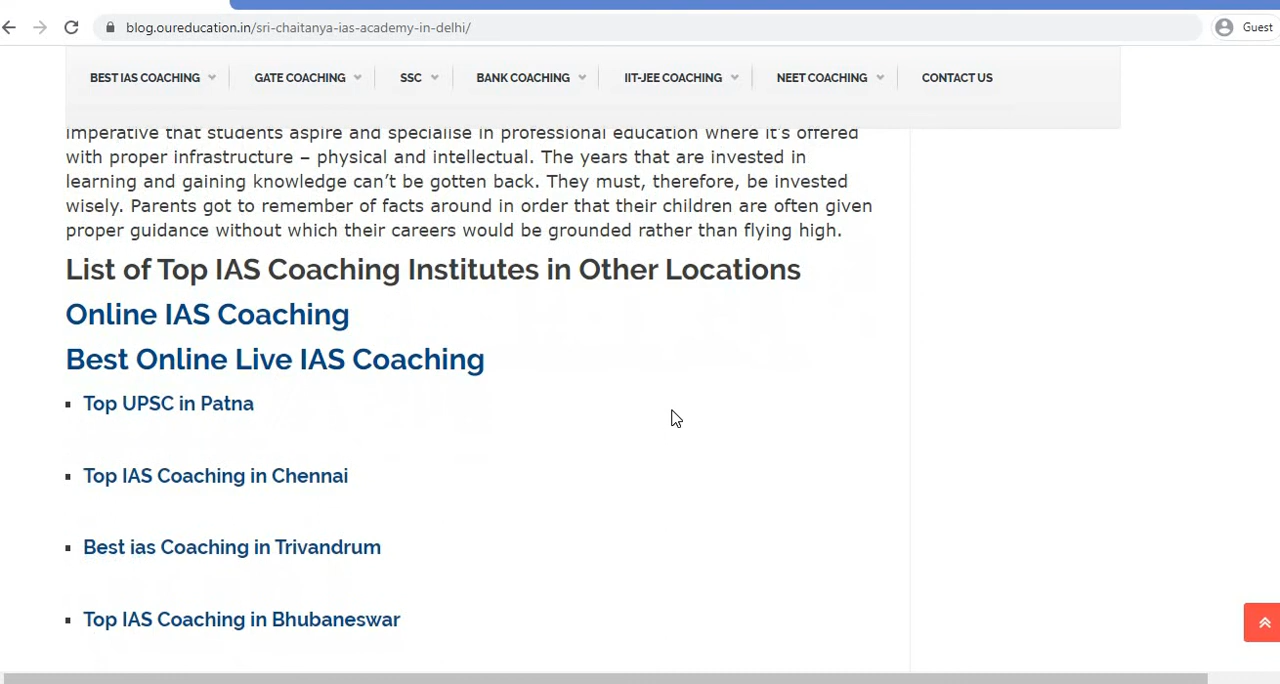 blog.oureducation.in/sri-chaitanya-ias-academy-in-delhi/
Guest
BEST IAS COACHING GATE COACHING SSC BANK COACHING IIT-JEE COACHING NEET COACHING CONTACT US
imperative that students aspire and specialise in professional education where it's offered
with proper infrastructure – physical and intellectual. The years that are invested in
learning and gaining knowledge can't be gotten back. They must, therefore, be invested
wisely. Parents got to remember of facts around in order that their children are often given
proper guidance without which their careers would be grounded rather than flying high.
List of Top IAS Coaching Institutes in Other Locations
Online IAS Coaching
Best Online Live IAS Coaching
Top UPSC in Patna
Top IAS Coaching in Chennai
Best ias Coaching in Trivandrum
Top IAS Coaching in Bhubaneswar